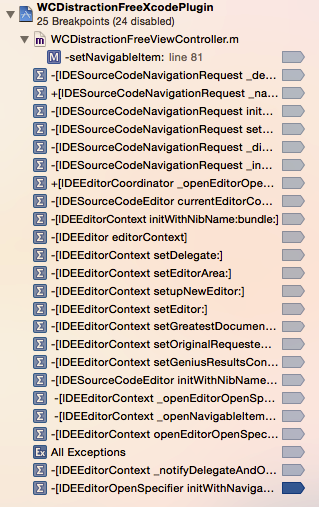 WCDistractionFreeXcodePlugin
25 Breakpoints (24 disabled)
WCDistractionFreeViewController.m
M -setNavigableItem: line 81
Σ -[IDESourceCodeNavigationRequest _de...
Σ +[IDESourceCodeNavigationRequest _na...
Σ -[IDESourceCodeNavigationRequest init...
Σ -[IDESourceCodeNavigationRequest set...
Σ -[IDESourceCodeNavigationRequest _di...
Σ -[IDESourceCodeNavigationRequest _in...
Σ +[IDEEditorCoordinator _openEditorOpe...
Σ -[IDESourceCodeEditor currentEditorCo...
Σ -[IDEEditorContext initWithNibName:bundle:]
Σ -[IDEEditor editorContext]
Σ -[IDEEditorContext setDelegate:]
Σ -[IDEEditorContext setEditorArea:]
Σ -[IDEEditorContext setupNewEditor:]
Σ -[IDEEditorContext setEditor:]
Σ -[IDEEditorContext setGreatestDocumen...
Σ -[IDEEditorContext setOriginalRequeste...
Σ -[IDEEditorContext setGeniusResultsCon...
Σ -[IDESourceCodeEditor initWithNibName...
Σ -[IDEEditorContext _openEditorOpenSp...
Σ -[IDEEditorContext _openNavigableItem...
Σ -[IDEEditorContext openEditorOpenSpec...
Ex All Exceptions
Σ -[IDEEditorContext _notifyDelegateAndO...
Σ -[IDEEditorOpenSpecifier initWithNaviga...